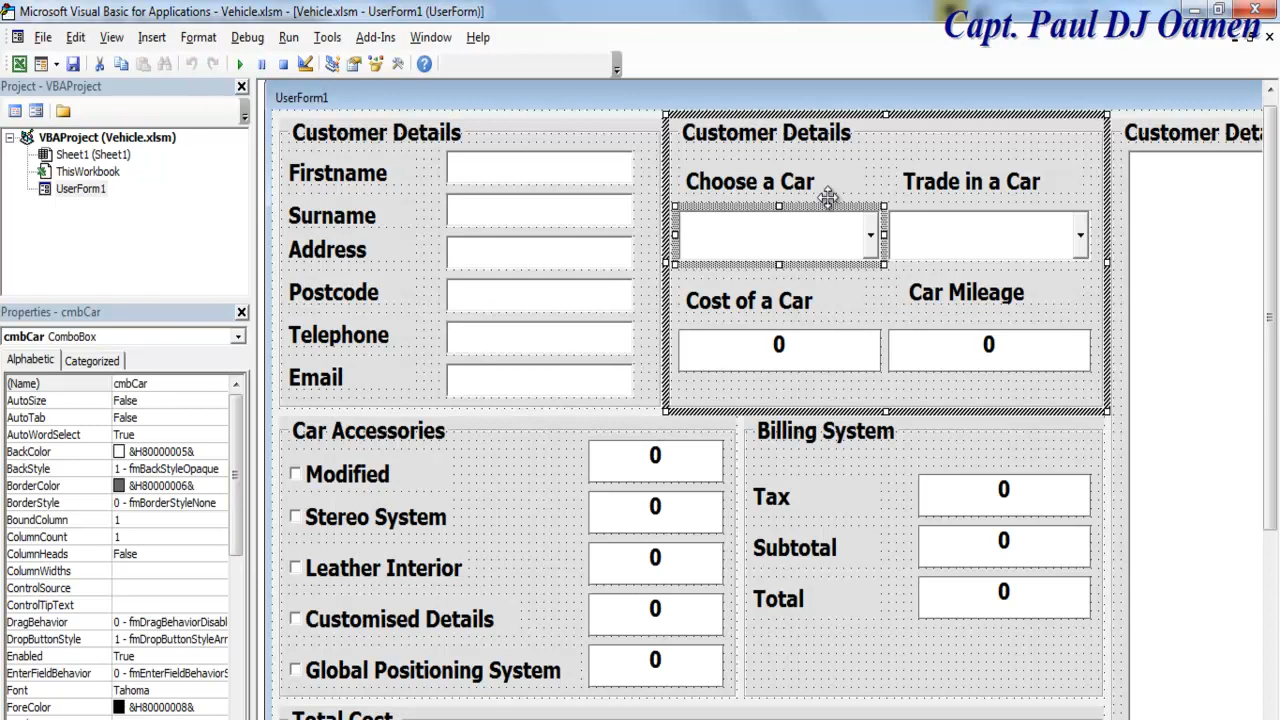 Microsoft Visual Basic for Applications - Vehicle.xlsm - [Vehicle.xlsm - UserForm1 (UserForm)]
Capt. Paul DJ Oamen
File Edit View Insert Format Debug Run Tools Add-Ins Window Help
Project - VBAProject
VBAProject (Vehicle.xlsm)
Sheet1 (Sheet1)
ThisWorkbook
UserForm1
Properties - cmbCar
cmbCar ComboBox
Alphabetic Categorized
(Name) cmbCar
AutoSize False
AutoTab False
AutoWordSelect True
BackColor &H80000005&
BackStyle 1 - fmBackStyleOpaque
BorderColor &H80000006&
BorderStyle 0 - fmBorderStyleNone
BoundColumn 1
ColumnCount 1
ColumnHeads False
ColumnWidths
ControlSource
ControlTipText
DragBehavior 0 - fmDragBehaviorDisabl
DropButtonStyle 1 - fmDropButtonStyleArr
Enabled True
EnterFieldBehavior 0 - fmEnterFieldBehaviorS
Font Tahoma
ForeColor &H80000008&
UserForm1
Customer Details
Firstname
Surname
Address
Postcode
Telephone
Email
Customer Details
Choose a Car Trade in a Car
Cost of a Car Car Mileage
0 0
Customer Deta
Car Accessories
Modified 0
Stereo System 0
Leather Interior 0
Customised Details 0
Global Positioning System 0
Billing System
Tax 0
Subtotal 0
Total 0
Total Cost